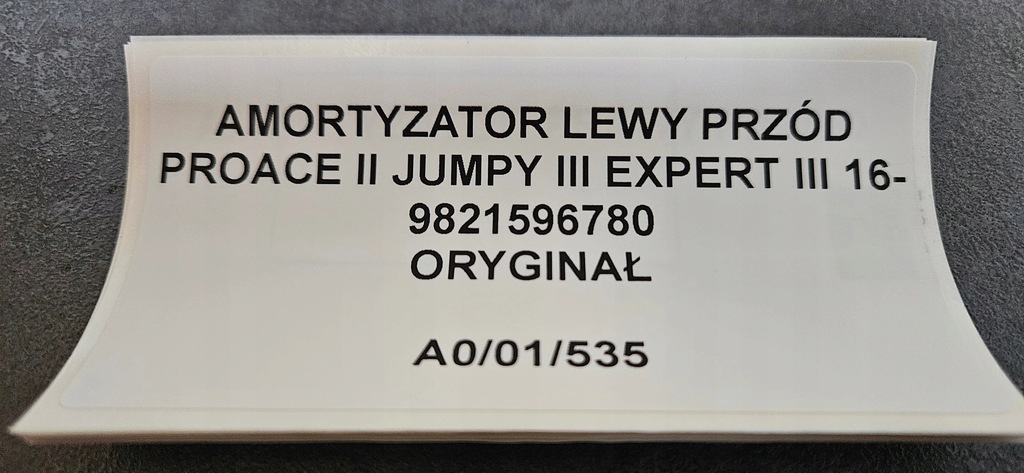 AMORTYZATOR LEWY PRZÓD
PROACE II JUMPY III EXPERT III 16-
9821596780
ORYGINAŁ
A0/01/535